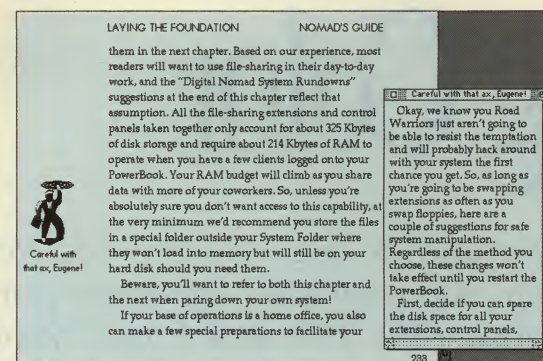 LAYING THE FOUNDATION NOMAD'S GUIDE
them in the next chapter. Based on our experience, most
readers will want to use file-sharing in their day-to-day
work, and the "Digital Nomad System Rundowns"
suggestions at the end of this chapter reflect that
assumption. All the file-sharing extensions and control
panels taken together only account for about 325 Kbytes
of disk storage and require about 214 Kbytes of RAM to
operate when you have a few clients logged onto your
PowerBook. Your RAM budget will climb as you share
data with more of your coworkers. So, unless you're
absolutely sure you don't want access to this capability, at
the very minimum we'd recommend you store the files
in a special folder outside your System Folder where
they won't load into memory but will still be on your
hard disk should you need them.
Beware, you'll want to refer to both this chapter and
the next when paring down your own system!
If your base of operations is a home office, you also
can make a few special preparations to facilitate your
Careful with
that ax, Eugene!
Careful with that ax, Eugene!
Okay, we know you Road
Warriors just aren't going to
be able to resist the temptation
and will probably hack around
with your system the first
chance you get. So, as long as
you're going to be swapping
extensions as often as you
swap floppies, here are a
couple of suggestions for safe
system manipulation.
Regardless of the method you
choose, these changes won't
take effect until you restart the
PowerBook.
First, decide if you can spare
the disk space for all your
extensions, control panels,
233